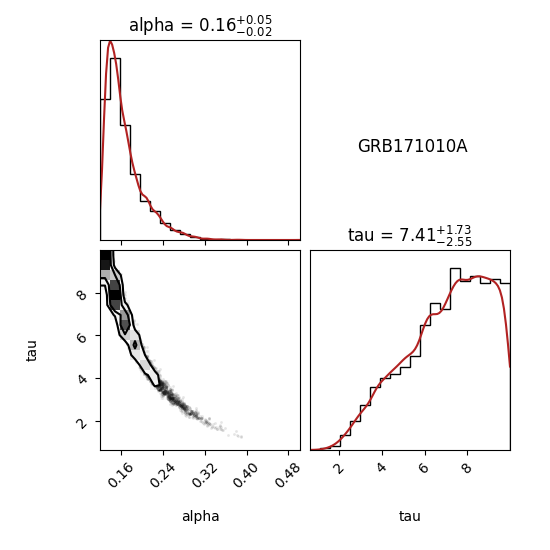 alpha = 0.16^{+0.05}_{-0.02}
GRB171010A
tau = 7.41^{+1.73}_{-2.55}
tau
8
6
4
2
0.16 0.24 0.32 0.40 0.48
2 4 6 8
alpha
tau